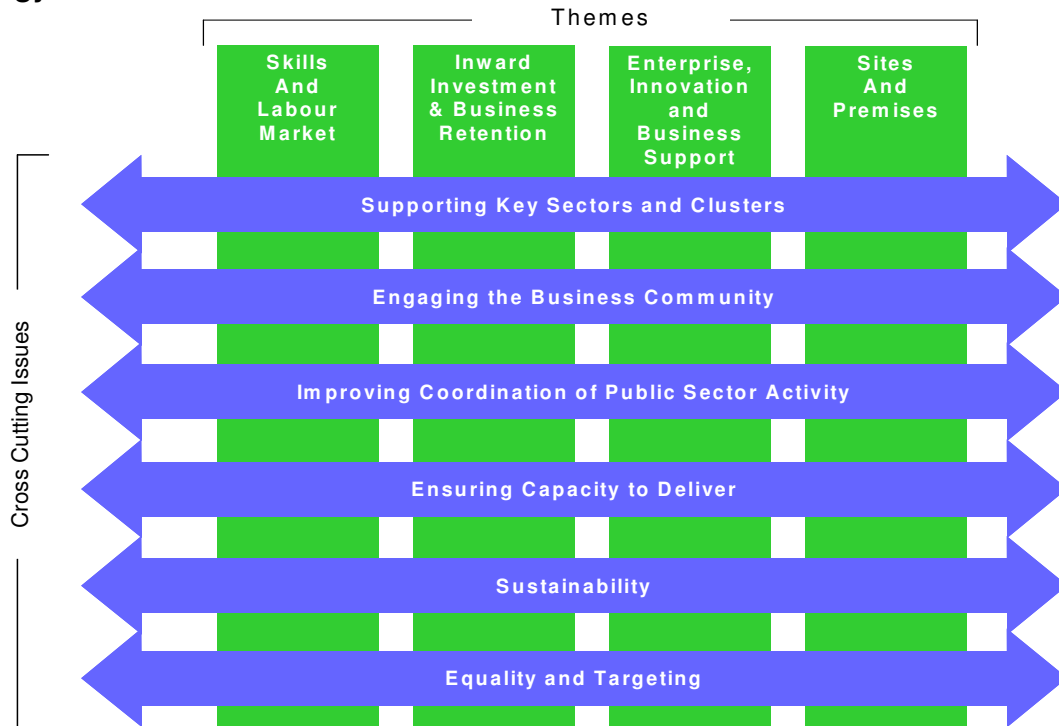 gy
Themes
Skills
And
Labour
Market
Inward
Investment
& Business
Retention
Enterprise,
Innovation
and
Business
Support
Sites
And
Premises
Cross Cutting Issues
Supporting Key Sectors and Clusters
Engaging the Business Community
Improving Coordination of Public Sector Activity
Ensuring Capacity to Deliver
Sustainability
Equality and Targeting